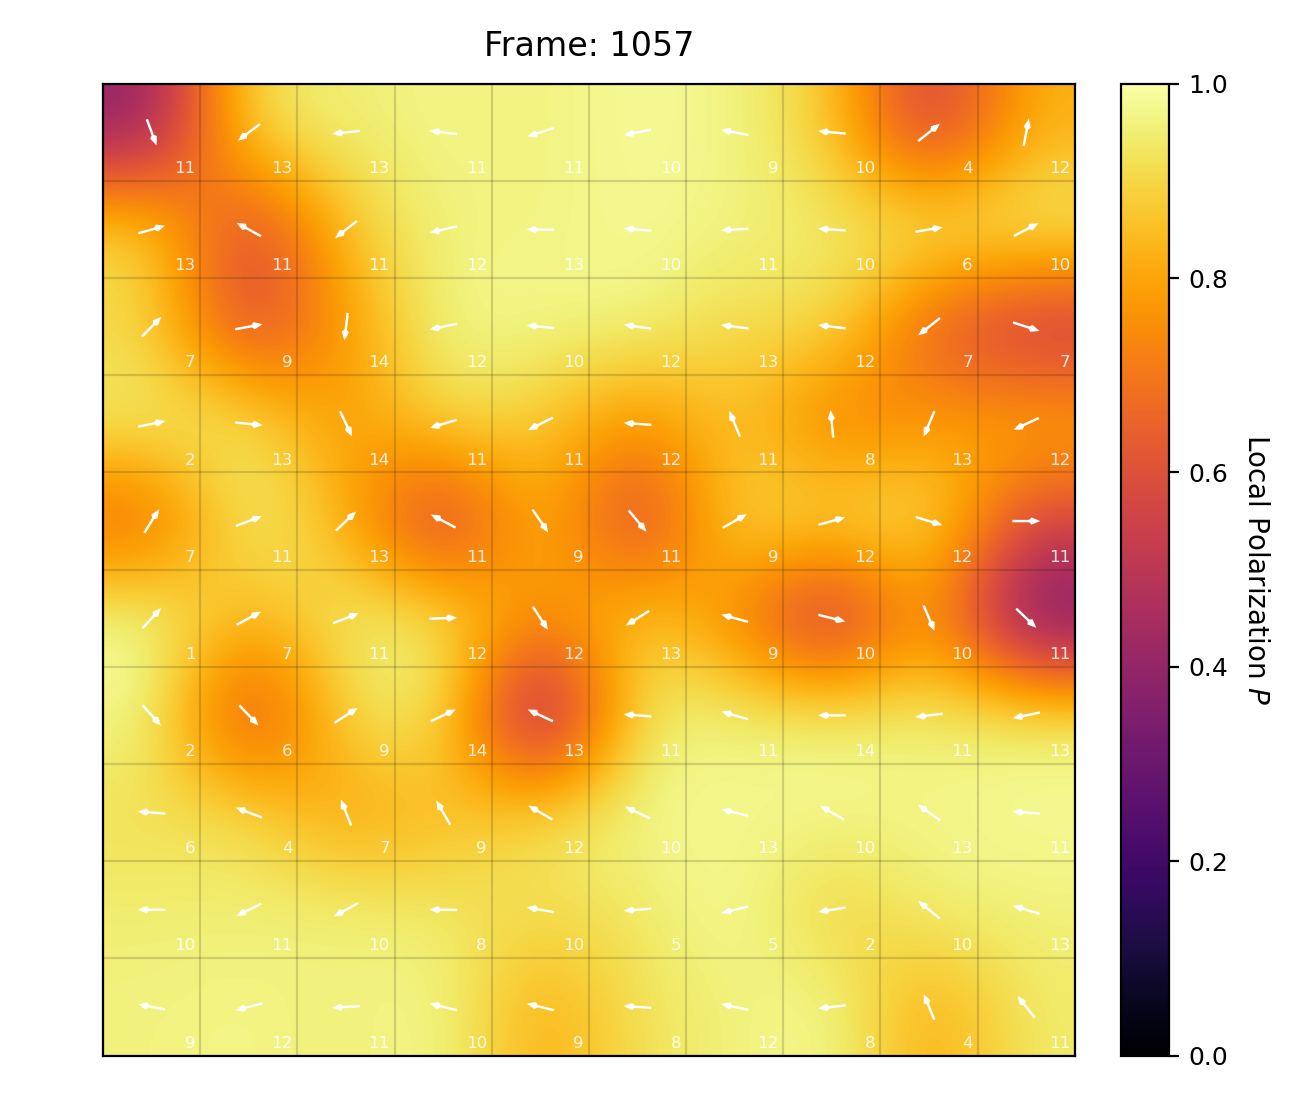 Frame: 1057
11 13 13 11 11 10 9 10 4 12
13 11 11 12 13 10 11 10 6 10
7 9 14 12 10 12 13 12 7 7
2 13 14 11 11 12 11 8 13 12
7 11 13 11 9 11 9 12 12 11
1 7 11 12 12 13 9 10 10 11
2 6 9 14 13 11 11 14 11 13
6 4 7 9 12 10 13 10 13 11
10 11 10 8 10 5 5 2 10 13
9 12 11 10 9 8 12 8 4 11
1.0
0.8
0.6
0.4
0.2
0.0
Local Polarization P